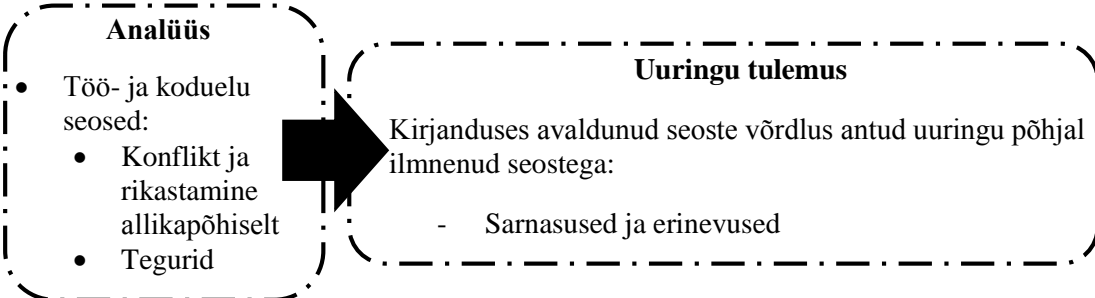 Analüüs
• Töö- ja koduelu
seosed:
• Konflikt ja
rikastamine
allikapõhiselt
• Tegurid
Uuringu tulemus
Kirjanduses avaldunud seoste võrdlus antud uuringu põhjal
ilmnenud seostega:
- Sarnasused ja erinevused